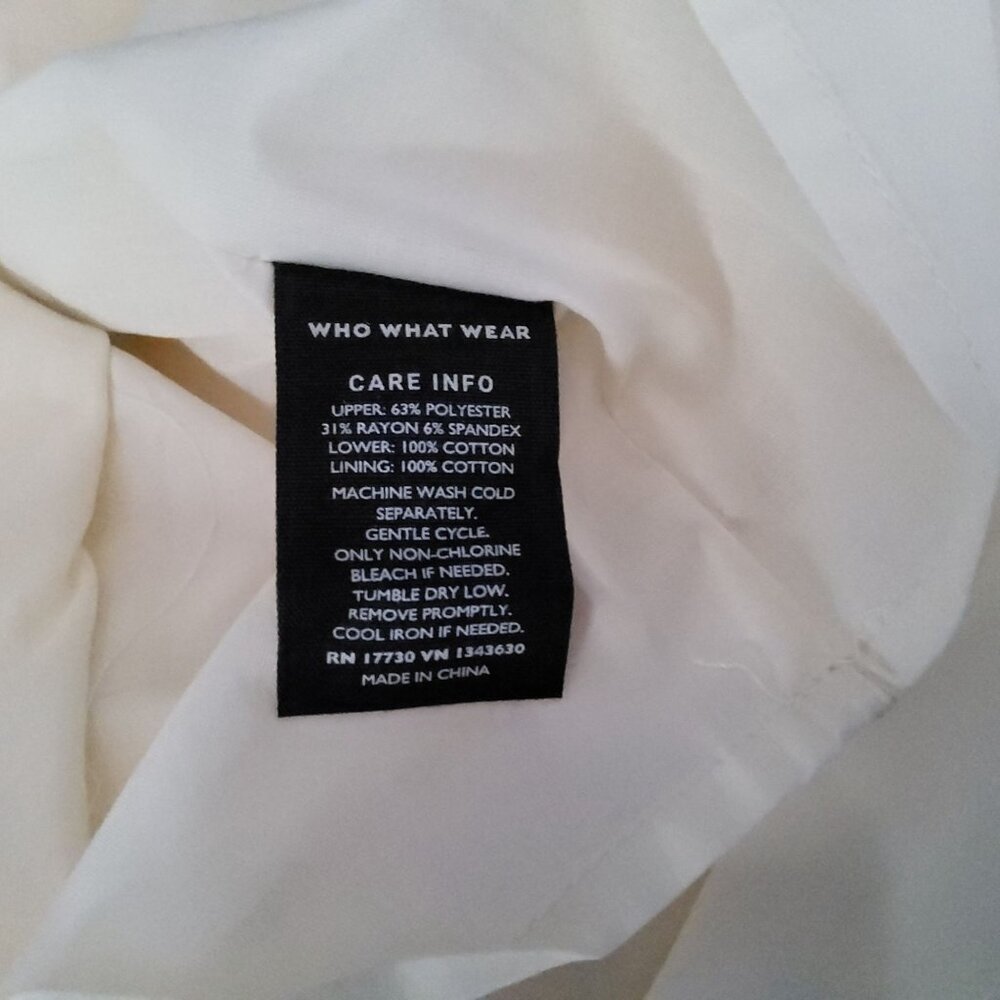 WHO WHAT WEAR
CARE INFO
UPPER: 63% POLYESTER
31% RAYON 6% SPANDEX
LOWER: 100% COTTON
LINING: 100% COTTON
MACHINE WASH COLD
SEPARATELY.
GENTLE CYCLE.
ONLY NON-CHLORINE
BLEACH IF NEEDED.
TUMBLE DRY LOW.
REMOVE PROMPTLY.
COOL IRON IF NEEDED.
RN 17730 VN 1343630
MADE IN CHINA